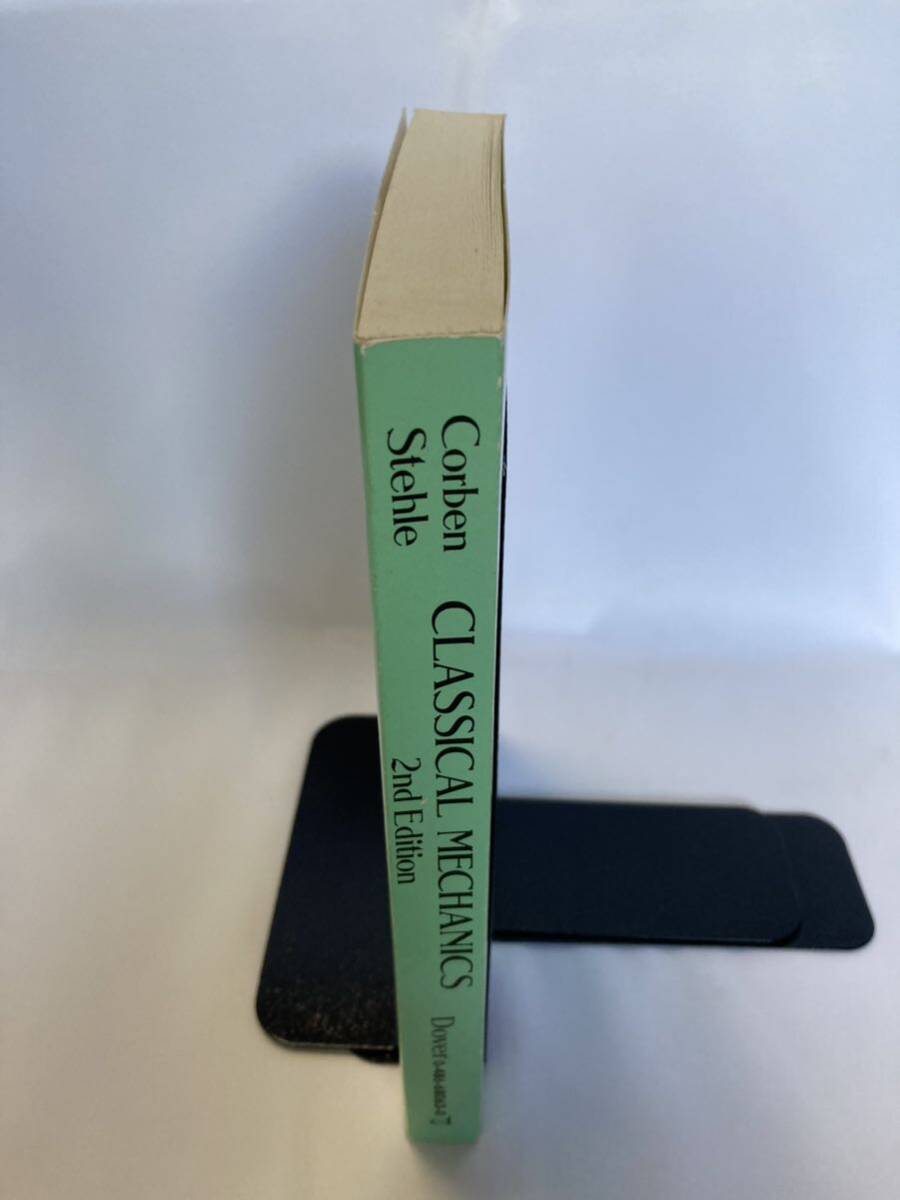 Corben
Stehle
CLASSICAL MECHANICS
2nd Edition
Dover